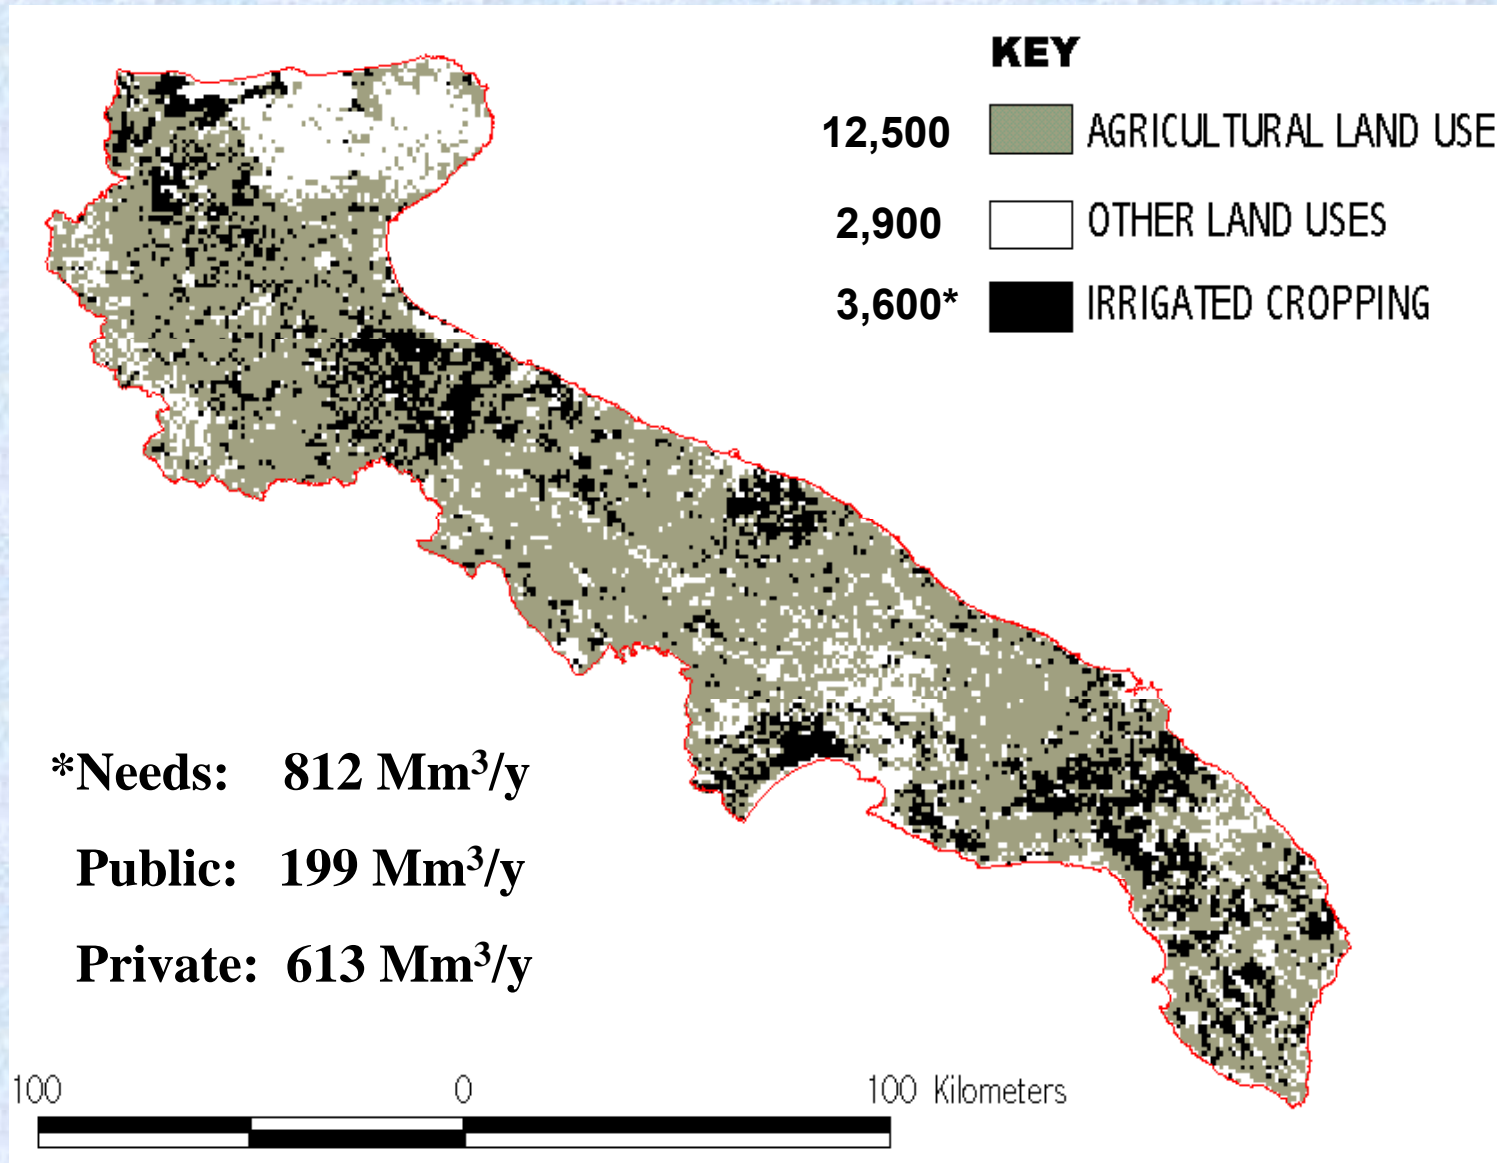 KEY
12,500 AGRICULTURAL LAND USE
2,900 OTHER LAND USES
3,600* IRRIGATED CROPPING
*Needs: 812 Mm³/y
Public: 199 Mm³/y
Private: 613 Mm³/y
100 0 100 Kilometers